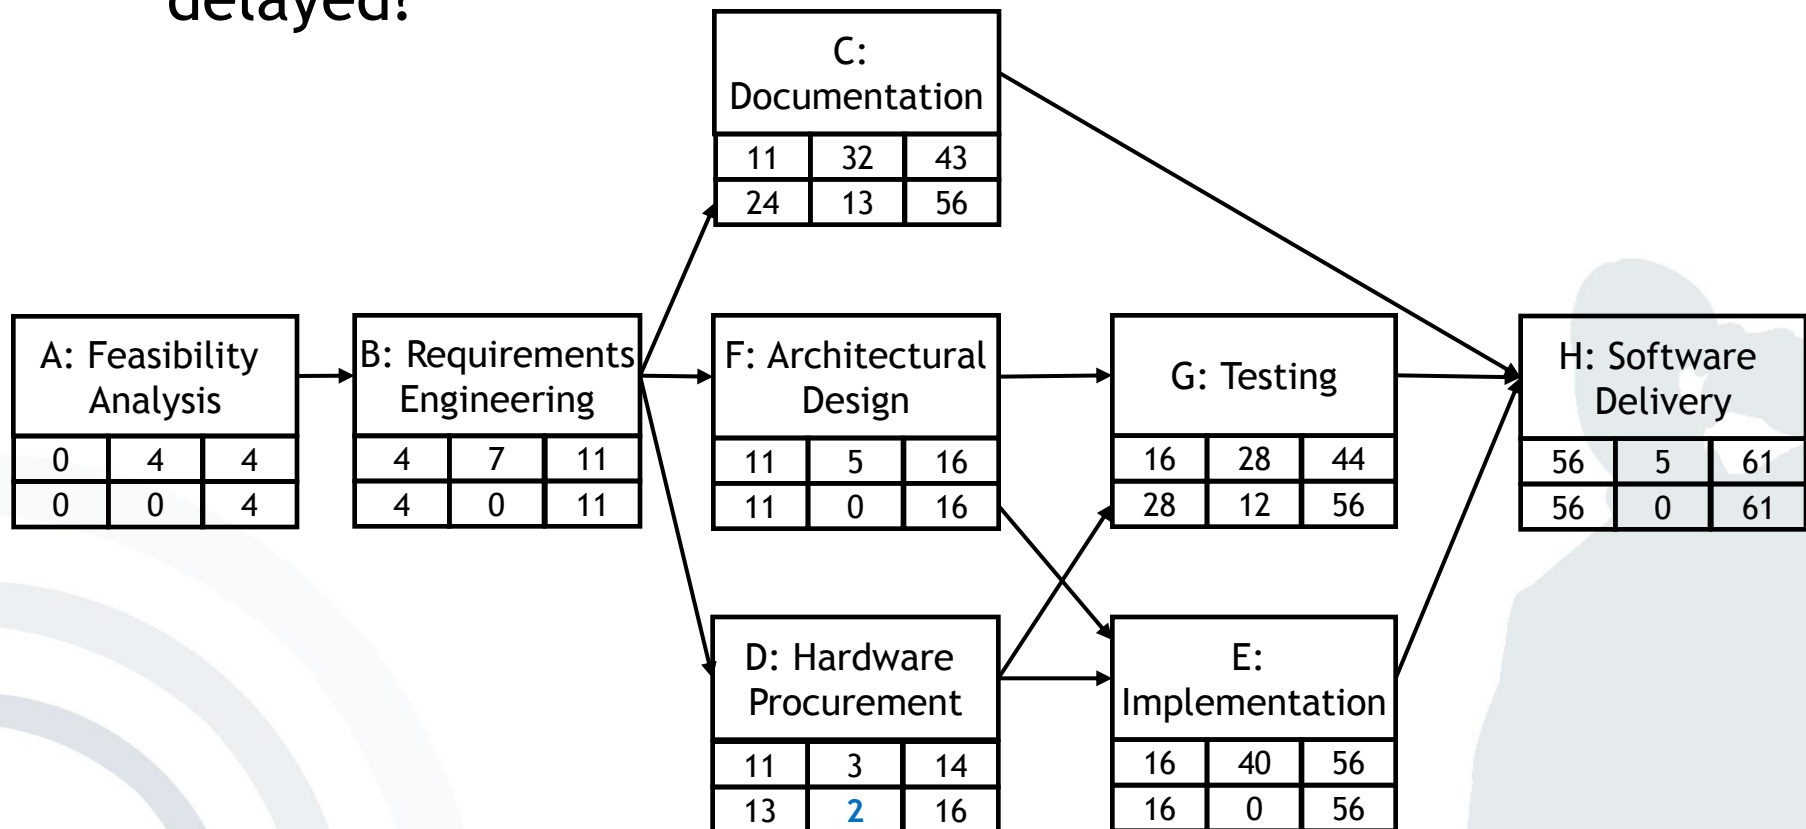 delayed?
C:
Documentation
11 32 43
24 13 56
A: Feasibility
Analysis
0 4 4
0 0 4
B: Requirements
Engineering
4 7 11
4 0 11
F: Architectural
Design
11 5 16
11 0 16
G: Testing
16 28 44
28 12 56
H: Software
Delivery
56 5 61
56 0 61
D: Hardware
Procurement
11 3 14
13 2 16
E:
Implementation
16 40 56
16 0 56